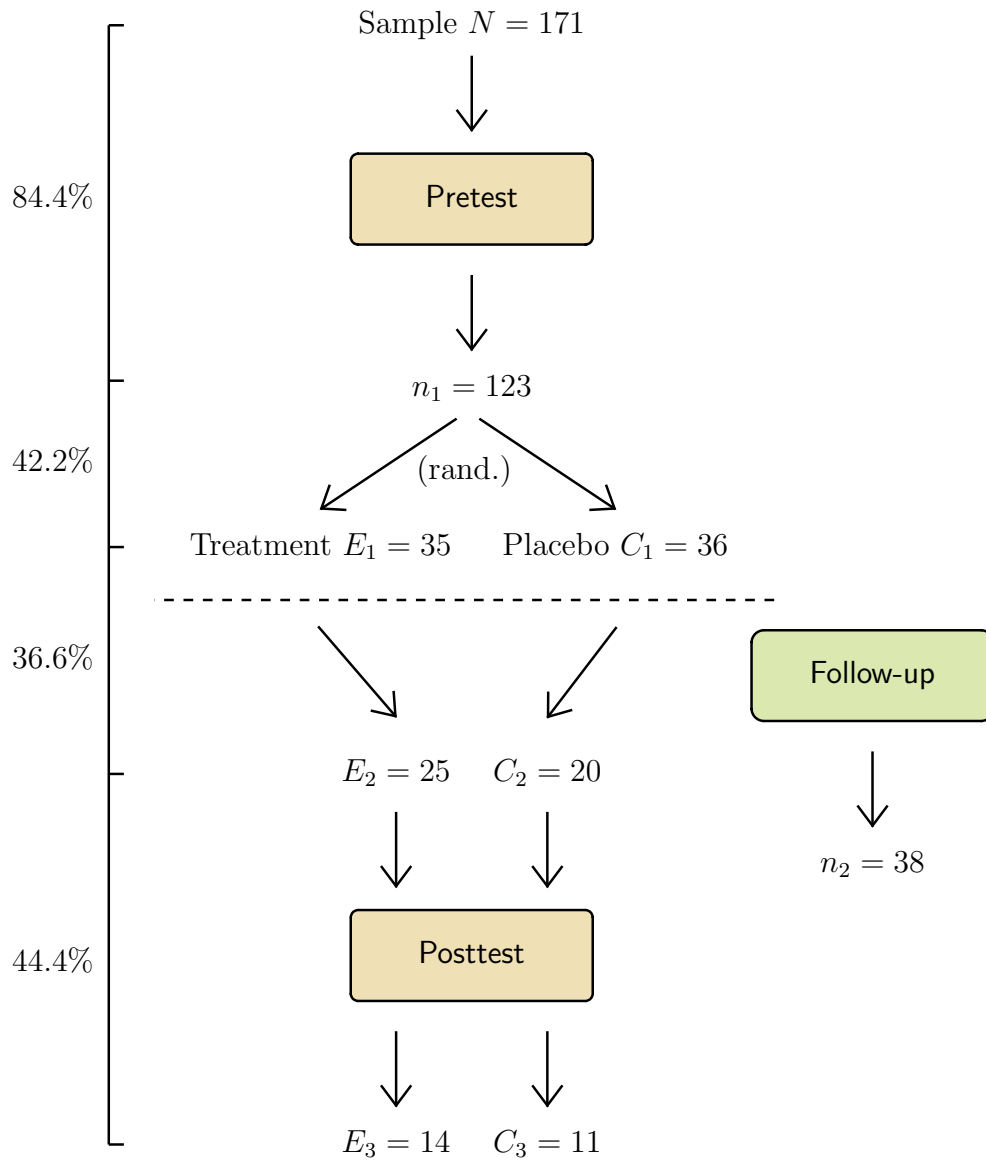 Sample N = 171
84.4%
Pretest
n₁ = 123
42.2%
(rand.)
Treatment E₁ = 35
Placebo C₁ = 36
36.6%
Follow-up
E₂ = 25
C₂ = 20
n₂ = 38
44.4%
Posttest
E₃ = 14
C₃ = 11